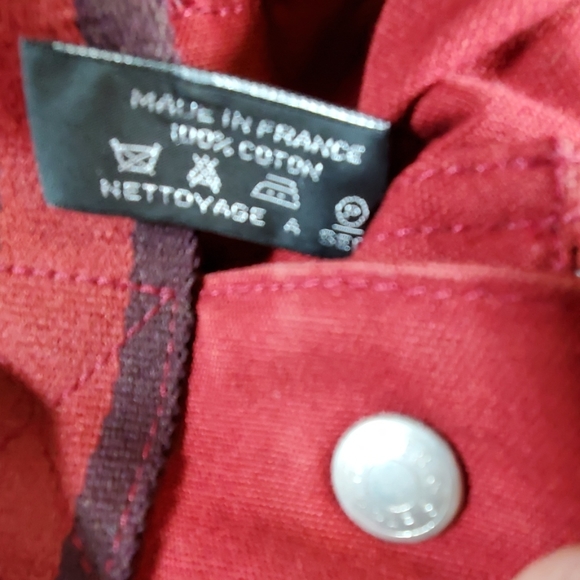 MADE IN FRANCE
100% COTON
NETTOYAGE A SEC